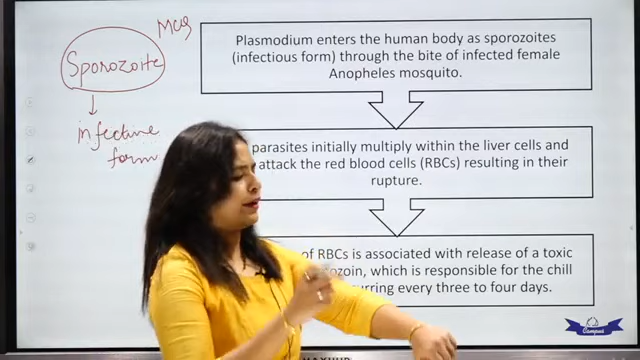 MCQ
Sporozoite
infective
form
Plasmodium enters the human body as sporozoites
(infectious form) through the bite of infected female
Anopheles mosquito.
parasites initially multiply within the liver cells and
attack the red blood cells (RBCs) resulting in their
rupture.
of RBCs is associated with release of a toxic
which is responsible for the chill
every three to four days.
Campus
MAXHUB